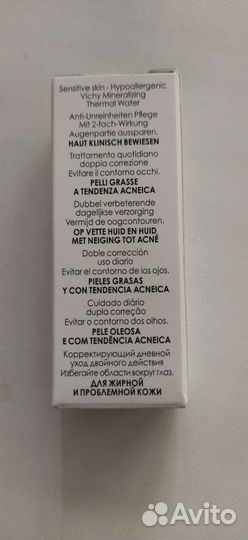 Sensitive skin - Hypoallergenic
Vichy Mineralizing
Thermal Water
Anti-Unreinheiten Pflege
Mit 2-fach-Wirkung
Augenpartie aussparen.
HAUT KLINISCH BEWIESEN
Trattamento quotidiano
doppia correzione
Evitare il contorno occhi.
PELLI GRASSE
A TENDENZA ACNEICA
Dubbel verbeterende
dagelijkse verzorging
Vermijd de oogcontouren.
OP VETTE HUID EN HUID
MET NEIGING TOT ACNÉ
Doble corrección
uso diario
Evitar el contorno de los ojos.
PIELES GRASAS
Y CON TENDENCIA ACNEICA
Cuidado diário
dupla correção
Evitar o contorno dos olhos.
PELE OLEOSA
E COM TENDÊNCIA ACNEICA
Корректирующий дневной
уход двойного действия
Избегайте области вокруг глаз.
ДЛЯ ЖИРНОЙ
И ПРОБЛЕМНОЙ КОЖИ
Avito